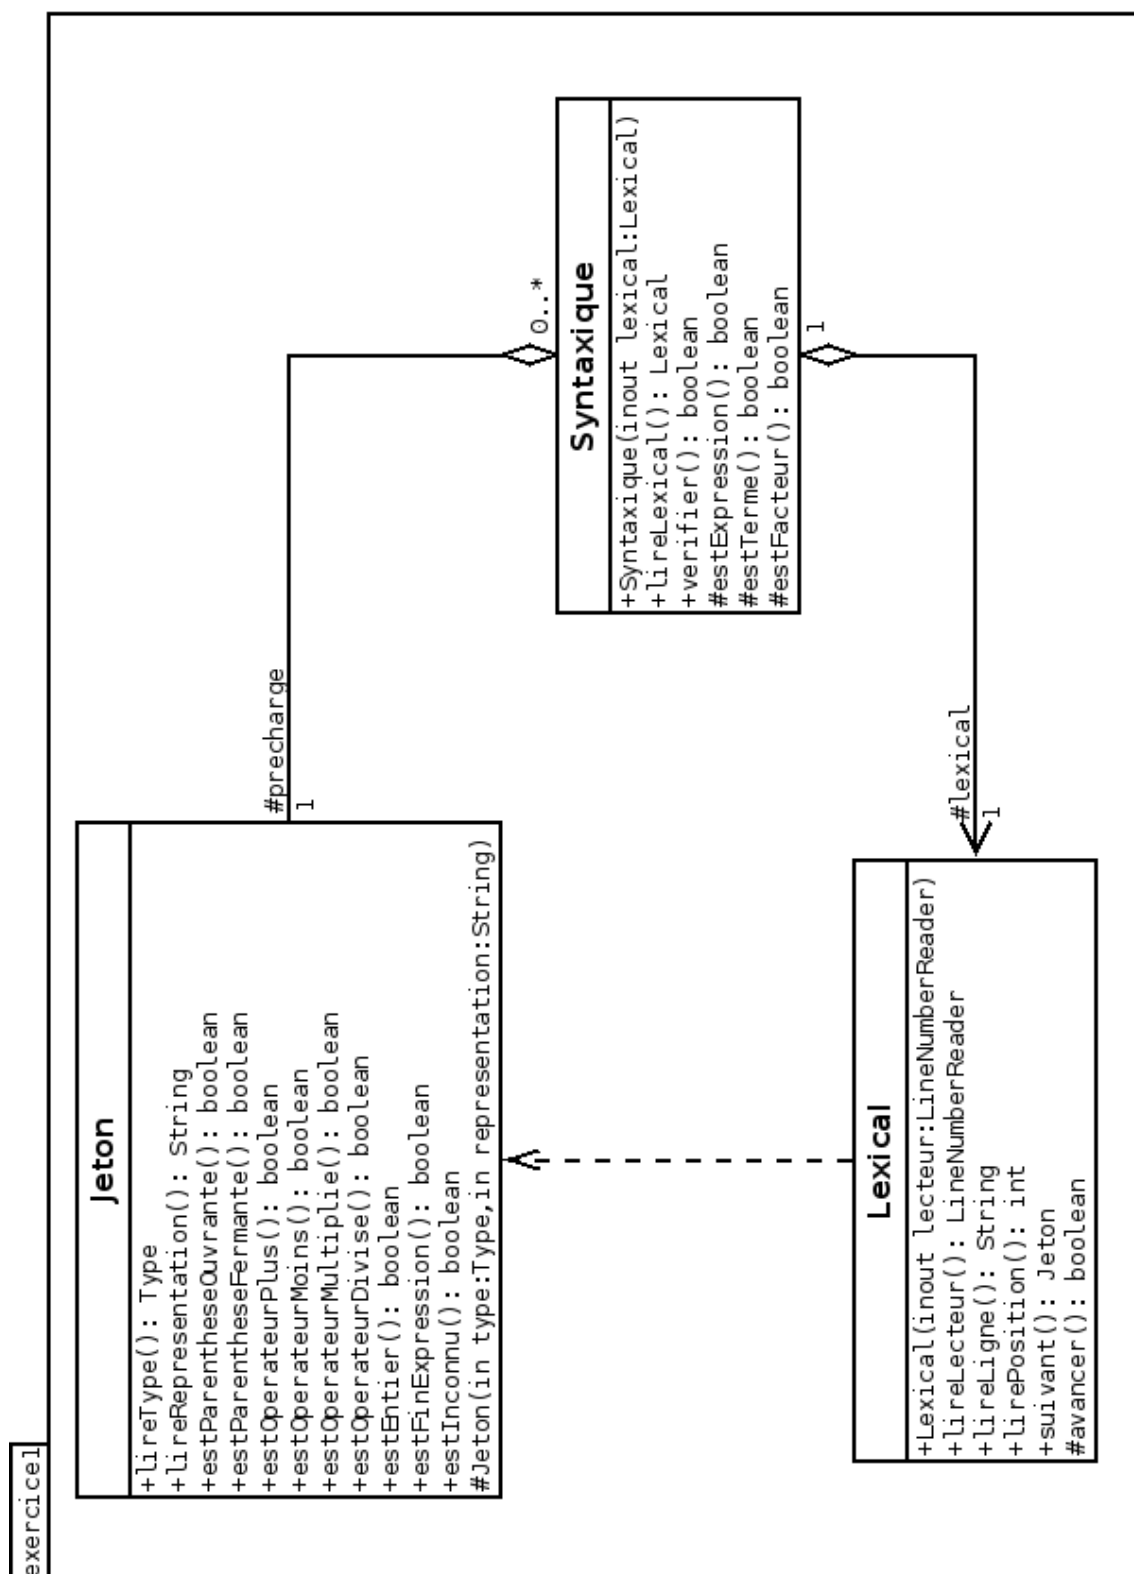 exercice1
Jeton
+lireType(): Type
+lireRepresentation(): String
+estParentheseOuvrante(): boolean
+estParentheseFermante(): boolean
+estOperateurPlus(): boolean
+estOperateurMoins(): boolean
+estOperateurMultiplie(): boolean
+estOperateurDivise(): boolean
+estEntier(): boolean
+estFinExpression(): boolean
+estInconnu(): boolean
#Jeton(in type:Type,in representation:String)
#precharge
1
0..*
Syntaxique
+Syntaxique(inout lexical:Lexical)
+lireLexical(): Lexical
+verifier(): boolean
#estExpression(): boolean
#estTerme(): boolean
#estFacteur(): boolean
1
#lexical
1
Lexical
+Lexical(inout lecteur:LineNumberReader)
+lireLecteur(): LineNumberReader
+lireLigne(): String
+lirePosition(): int
+suivant(): Jeton
#avancer(): boolean